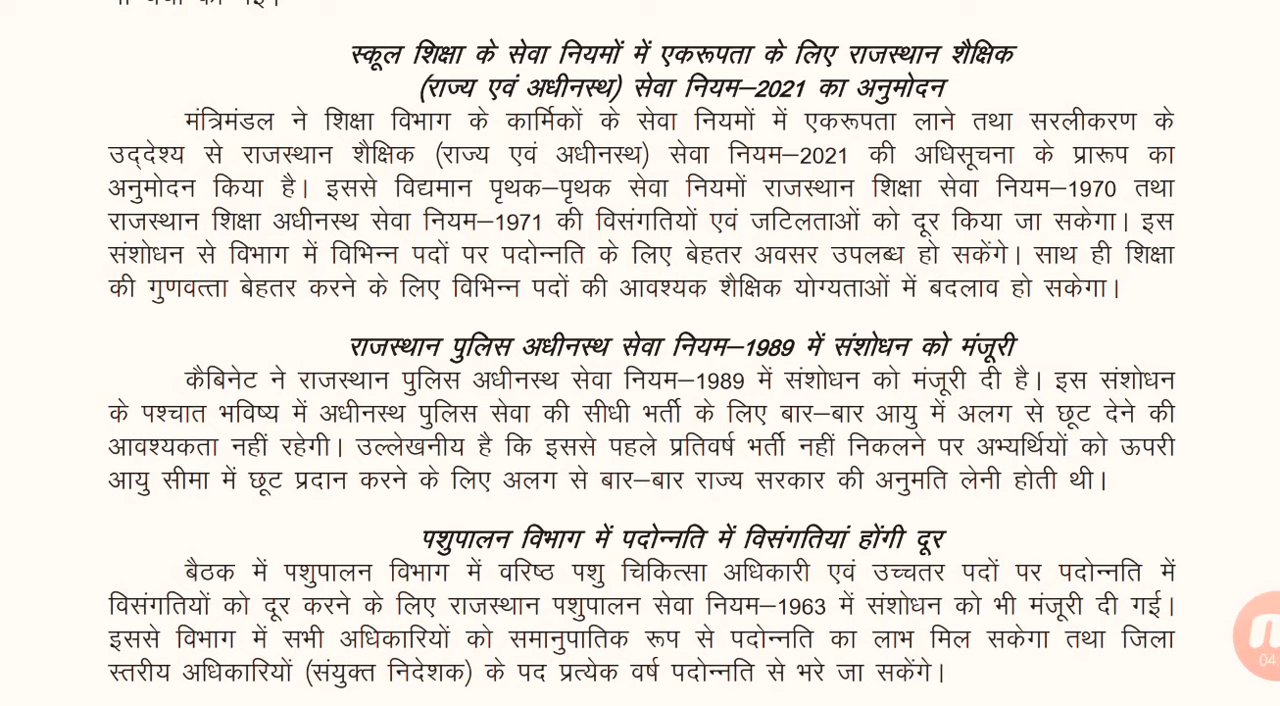 स्कूल शिक्षा के सेवा नियमों में एकरूपता के लिए राजस्थान शैक्षिक
(राज्य एवं अधीनस्थ) सेवा नियम–2021 का अनुमोदन
मंत्रिमंडल ने शिक्षा विभाग के कार्मिकों के सेवा नियमों में एकरूपता लाने तथा सरलीकरण के
उद्देश्य से राजस्थान शैक्षिक (राज्य एवं अधीनस्थ) सेवा नियम–2021 की अधिसूचना के प्रारूप का
अनुमोदन किया है। इससे विद्यमान पृथक–पृथक सेवा नियमों राजस्थान शिक्षा सेवा नियम–1970 तथा
राजस्थान शिक्षा अधीनस्थ सेवा नियम–1971 की विसंगतियों एवं जटिलताओं को दूर किया जा सकेगा। इस
संशोधन से विभाग में विभिन्न पदों पर पदोन्नति के लिए बेहतर अवसर उपलब्ध हो सकेंगे। साथ ही शिक्षा
की गुणवत्ता बेहतर करने के लिए विभिन्न पदों की आवश्यक शैक्षिक योग्यताओं में बदलाव हो सकेगा।
राजस्थान पुलिस अधीनस्थ सेवा नियम–1989 में संशोधन को मंजूरी
कैबिनेट ने राजस्थान पुलिस अधीनस्थ सेवा नियम–1989 में संशोधन को मंजूरी दी है। इस संशोधन
के पश्चात भविष्य में अधीनस्थ पुलिस सेवा की सीधी भर्ती के लिए बार–बार आयु में अलग से छूट देने की
आवश्यकता नहीं रहेगी। उल्लेखनीय है कि इससे पहले प्रतिवर्ष भर्ती नहीं निकलने पर अभ्यर्थियों को ऊपरी
आयु सीमा में छूट प्रदान करने के लिए अलग से बार–बार राज्य सरकार की अनुमति लेनी होती थी।
पशुपालन विभाग में पदोन्नति में विसंगतियां होंगी दूर
बैठक में पशुपालन विभाग में वरिष्ठ पशु चिकित्सा अधिकारी एवं उच्चतर पदों पर पदोन्नति में
विसंगतियों को दूर करने के लिए राजस्थान पशुपालन सेवा नियम–1963 में संशोधन को भी मंजूरी दी गई।
इससे विभाग में सभी अधिकारियों को समानुपातिक रूप से पदोन्नति का लाभ मिल सकेगा तथा जिला
स्तरीय अधिकारियों (संयुक्त निदेशक) के पद प्रत्येक वर्ष पदोन्नति से भरे जा सकेंगे।